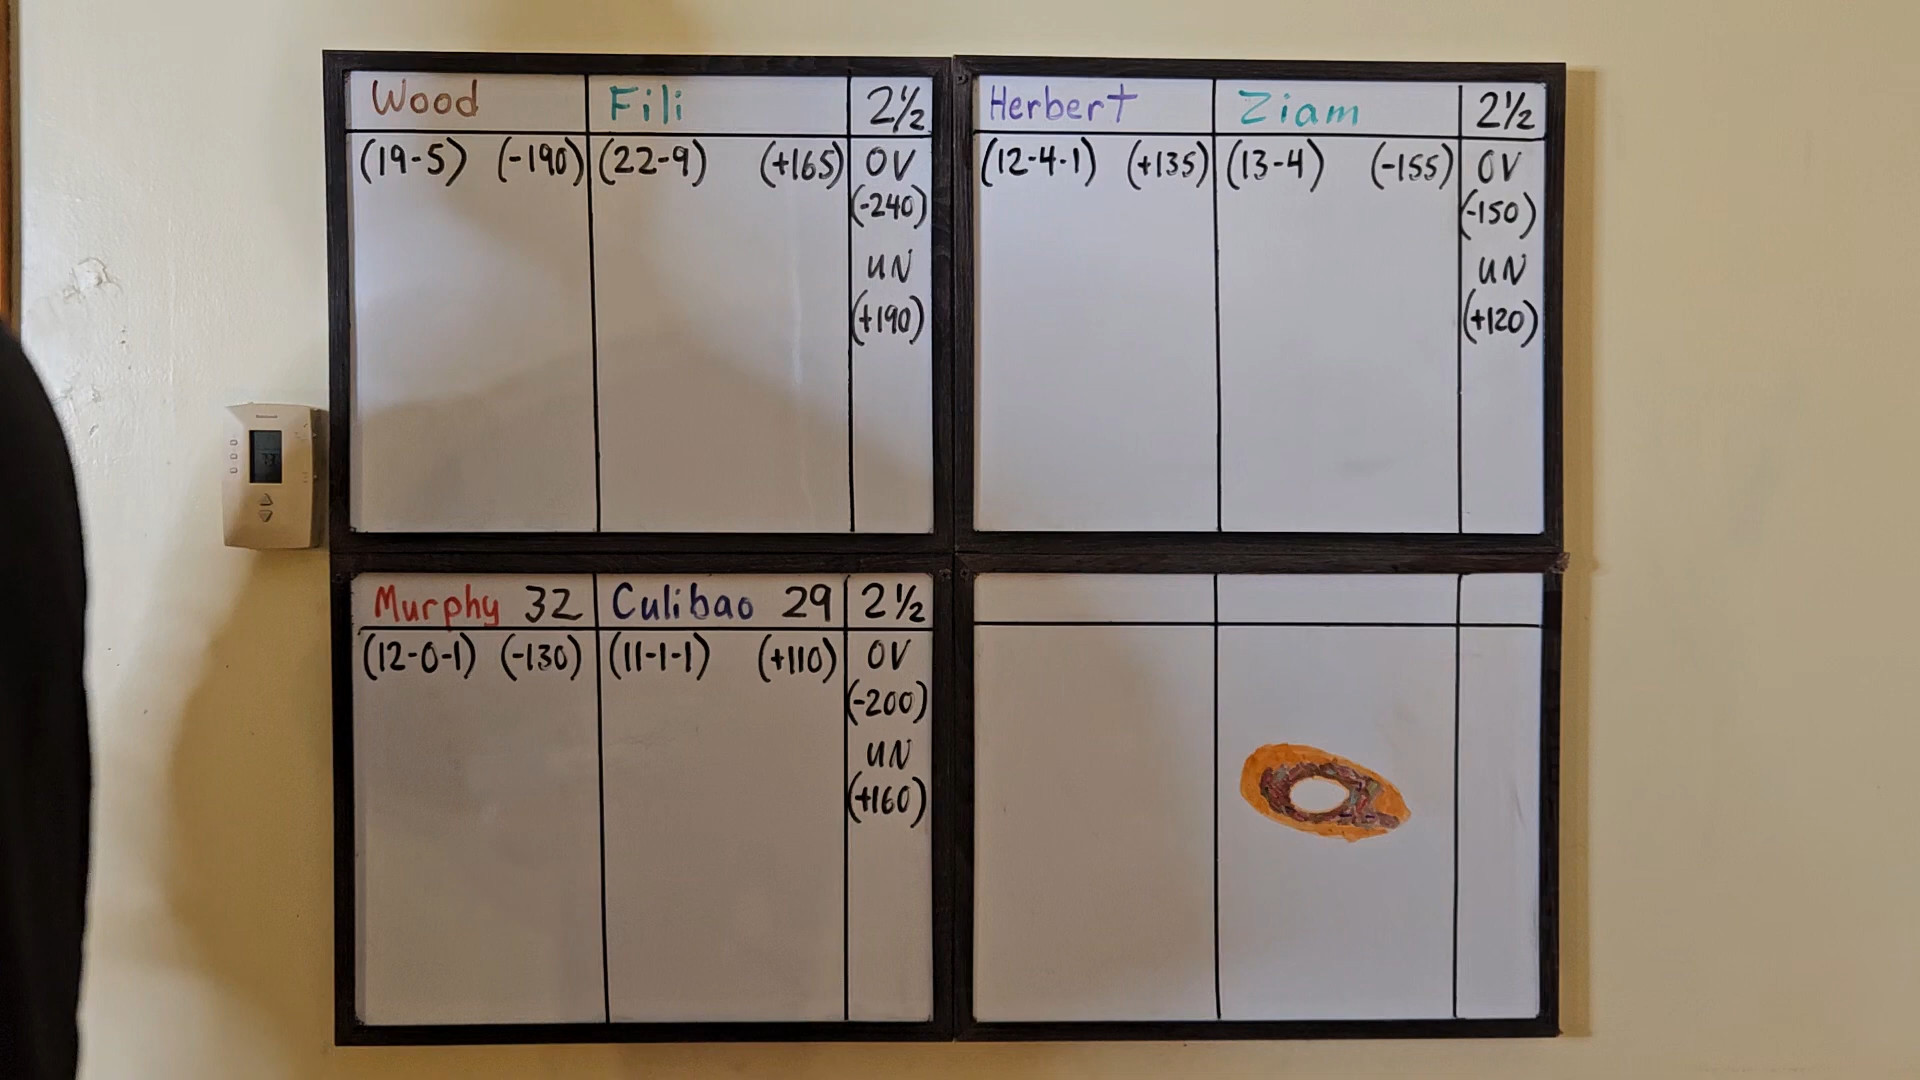 Wood Fili 2½
(19-5) (-190) (22-9) (+165) OV
(-240)
UN
(+190)
Herbert Ziam 2½
(12-4-1) (+135) (13-4) (-155) OV
(-150)
UN
(+120)
Murphy 32 Culibao 29 2½
(12-0-1) (-130) (11-1-1) (+110) OV
(-200)
UN
(+160)
73